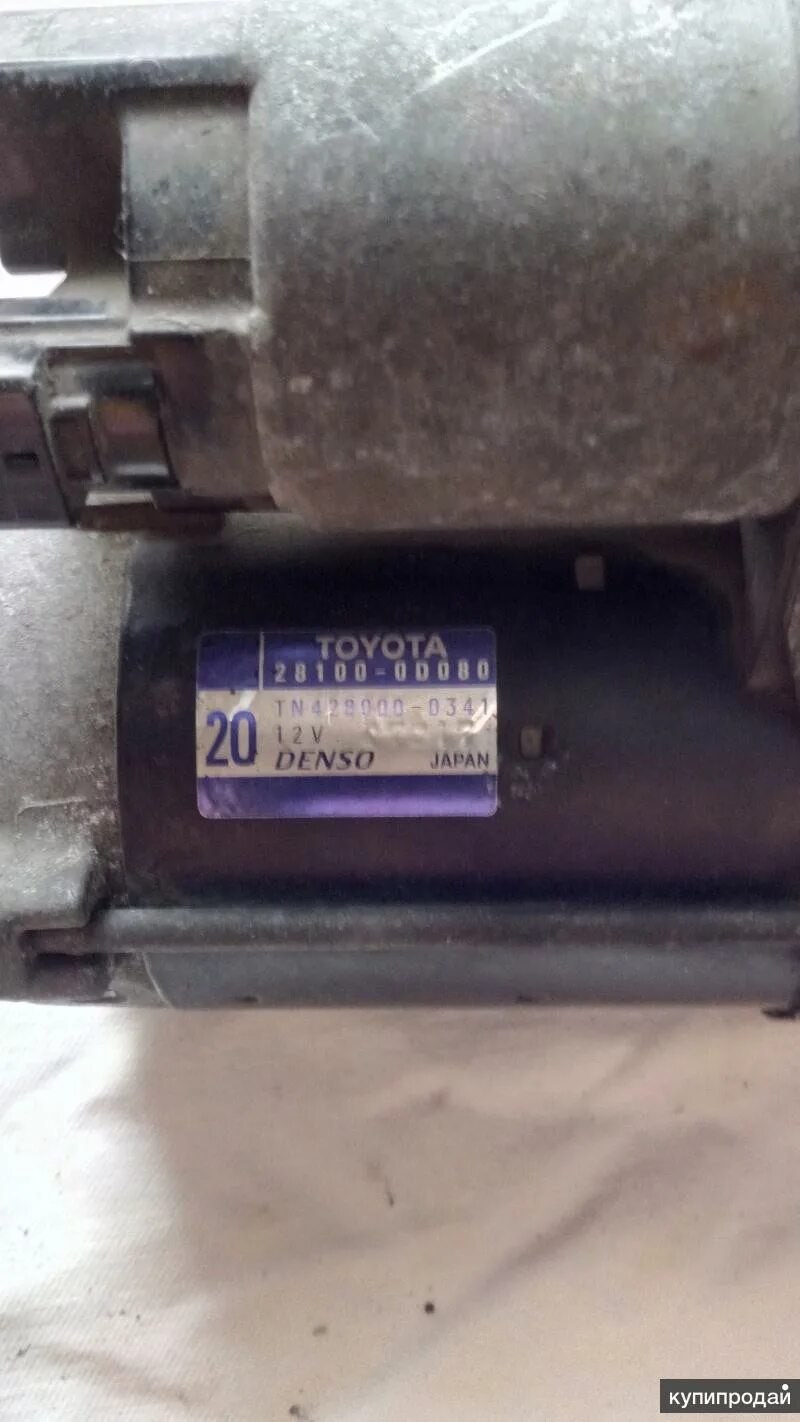 TOYOTA
28100-0D080
TN428000-0341
20
12V
DENSO JAPAN
купипродай